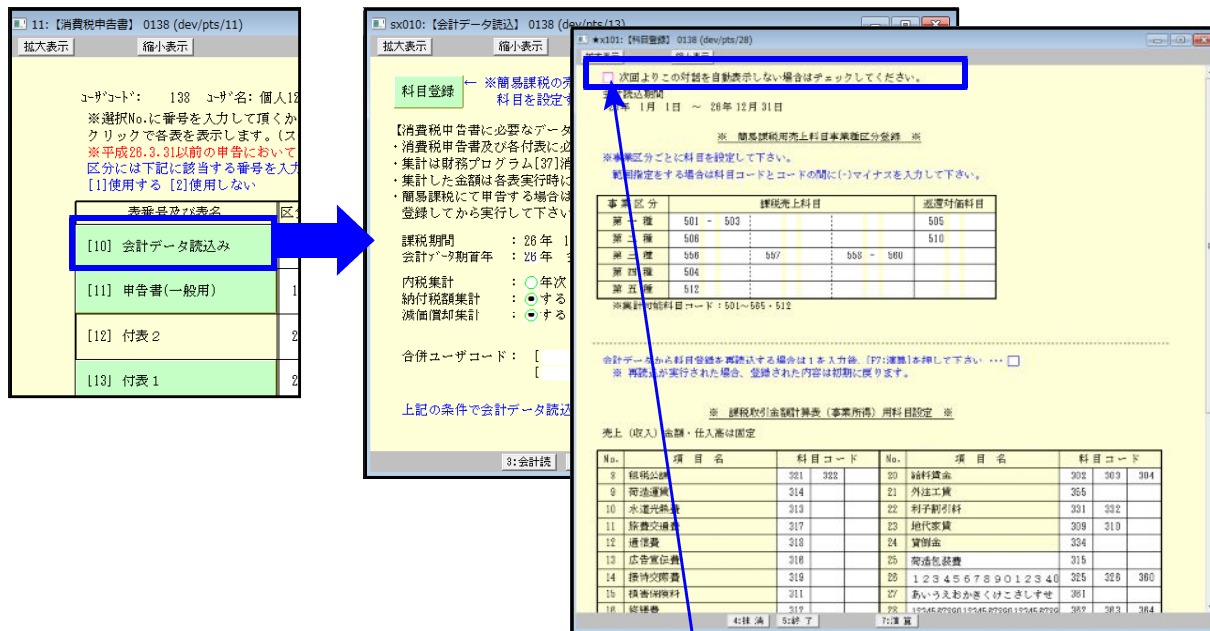 11:【消費税申告書】 0138 (dev/pts/11)
拡大表示 縮小表示
ﾕｰｻﾞｺｰﾄﾞ: 138 ﾕｰｻﾞ名: 個人12
※選択No.に番号を入力して頂くか
クリックで各表を表示します。(ス
※平成26.3.31以前の申告において
区分には下記に該当する番号を入力
[1]使用する [2]使用しない
表番号及び表名 区分
[10] 会計データ読込み
[11] 申告書(一般用) 1
[12] 付表２ 2
[13] 付表１ 2
sx010:【会計データ読込】 0138 (dev/pts/13)
拡大表示 縮小表示
科目登録 ← ※簡易課税の売
科目を設定す
【消費税申告書に必要なデータ
・消費税申告書及び各付表に必
・集計は財務プログラム[37]消
・集計した金額は各表実行時に
・簡易課税にて申告する場合は
登録してから実行して下さい
課税期間 : 26年 1
会計ﾃﾞｰﾀ期首年 : 26年
内税集計 : ○年次
納付税額集計 : ●する
減価償却集計 : ●する
合併ユーザコード: [
[
上記の条件で会計データ読込
3:会計読
★x101:【科目登録】 0138 (dev/pts/28)
次回よりこの対話を自動表示しない場合はチェックしてください。
年 1月 1日 ～ 26年12月31日
※ 簡易課税用売上科目事業種区分登録 ※
※事業区分ごとに科目を設定して下さい。
範囲指定をする場合は科目コードとコードの間に(-)マイナスを入力して下さい。
事業区分 課税売上科目 返還対価科目
第一種 501 - 503 505
第二種 506 510
第三種 556 557 558 - 560
第四種 504
第五種 512
※集計可能科目コード：501～565・512
会計データから科目登録を再読込する場合は１を入力後、[F7:演算]を押して下さい …
※ 再読込が実行された場合、登録された内容は初期に戻ります。
※ 課税取引金額計算表（事業所得）用科目設定 ※
売上（収入）金額・仕入高は固定
No. 項目名 科目コード No. 項目名 科目コード
8 租税公課 321 322 20 給料賃金 302 303 304
9 荷造運賃 314 21 外注工賃 355
10 水道光熱費 313 22 利子割引料 331 332
11 旅費交通費 317 23 地代家賃 309 310
12 通信費 318 24 貸倒金 334
13 広告宣伝費 316 25 荷造包装費 315
14 接待交際費 319 26 １２３４５６７８９０１２３４０ 325 326 360
15 損害保険料 311 27 あいうえおかきくけこさしすせ 361
16 修繕費 312 28 362 363 364
4:抹 消 5:終 了 7:演 算